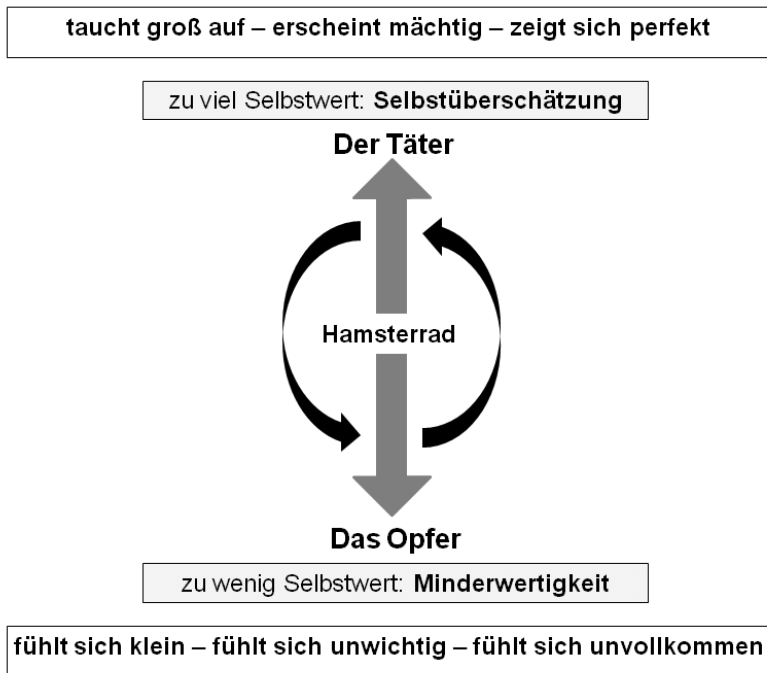 taucht groß auf – erscheint mächtig – zeigt sich perfekt
zu viel Selbstwert: Selbstüberschätzung
Der Täter
Hamsterrad
Das Opfer
zu wenig Selbstwert: Minderwertigkeit
fühlt sich klein – fühlt sich unwichtig – fühlt sich unvollkommen